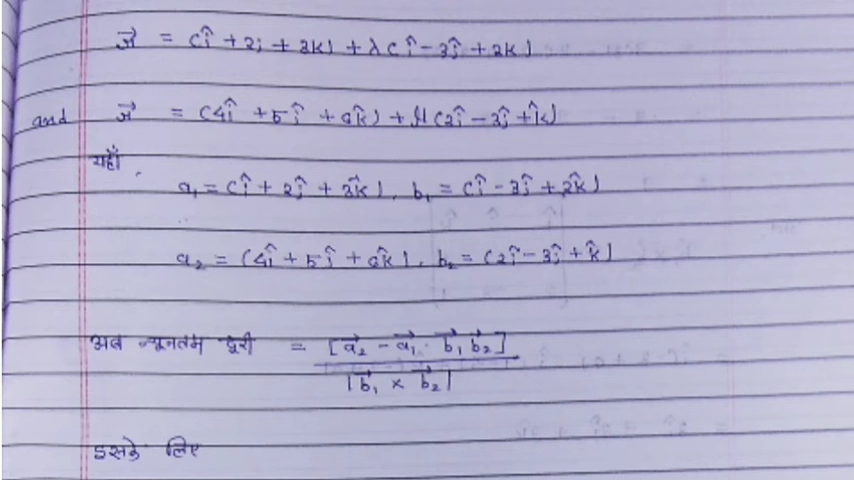 r⃗ = (î + 2j + 3k) + λ(î - 3ĵ + 2k)
and r⃗ = (4î + 5ĵ + 6k̂) + μ(2î - 3ĵ + k̂)
यहाँ
a₁ = (î + 2ĵ + 3k̂), b₁ = (î - 3ĵ + 2k̂)
a₂ = (4î + 5ĵ + 6k̂), b₂ = (2î - 3ĵ + k̂)
अब न्यूनतम दूरी = [a⃗₂ - a⃗₁ · b⃗₁ b⃗₂]
|b⃗₁ × b⃗₂|
इसके लिए